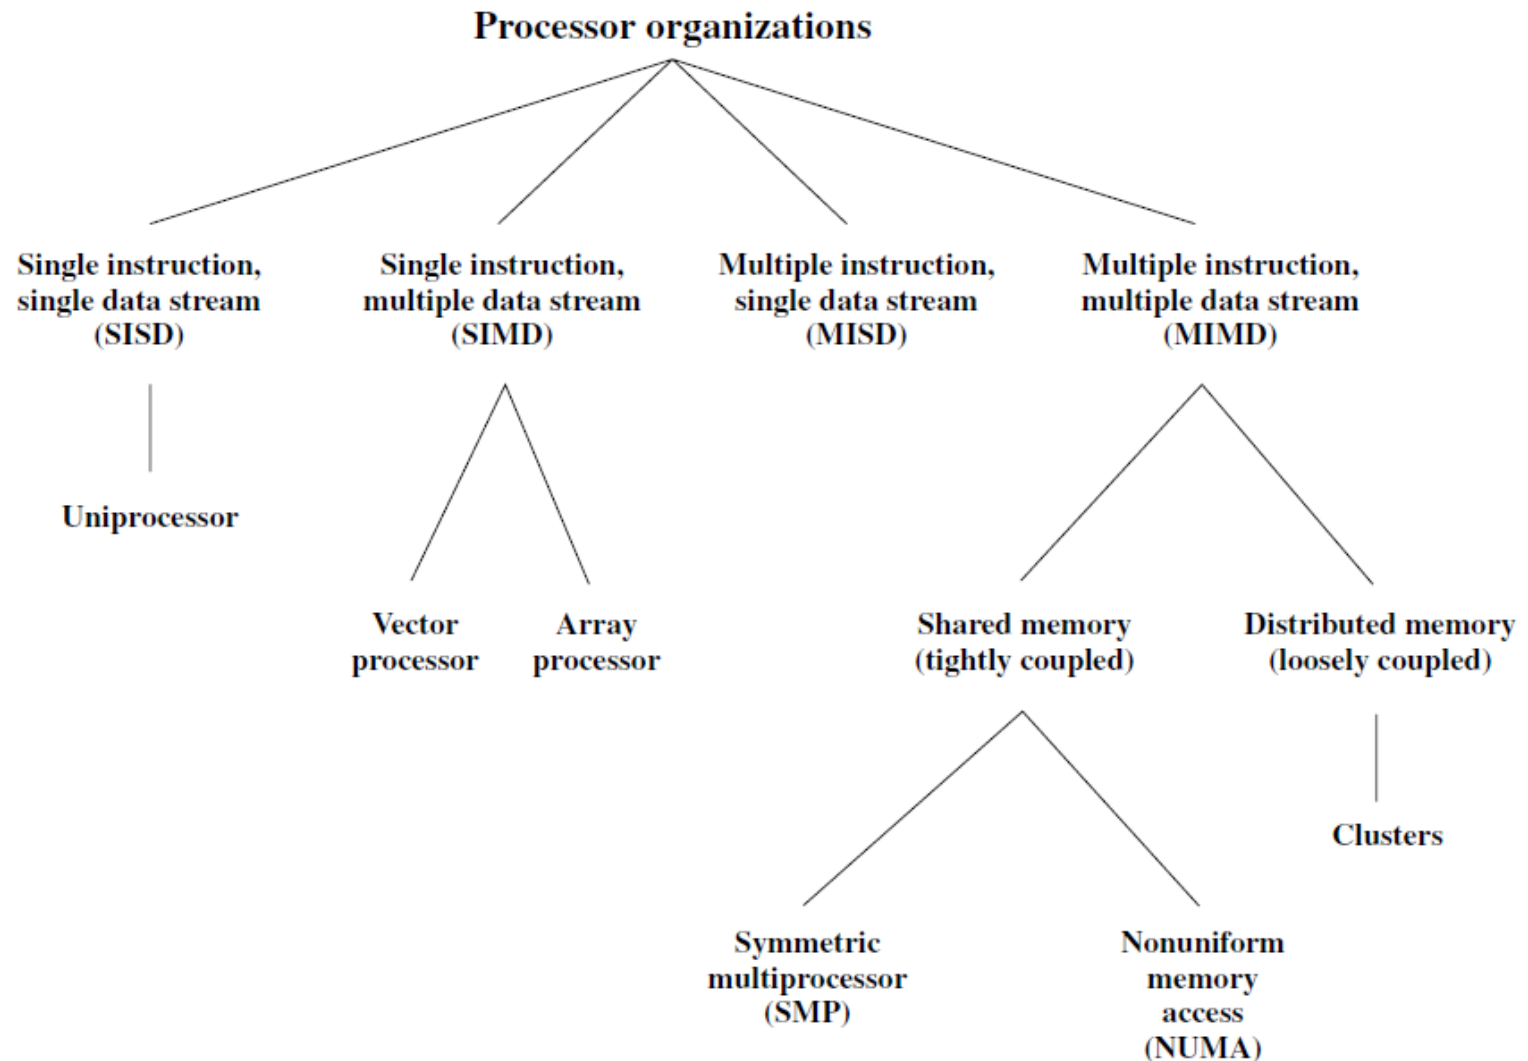 Processor organizations
Single instruction,
single data stream
(SISD)
Single instruction,
multiple data stream
(SIMD)
Multiple instruction,
single data stream
(MISD)
Multiple instruction,
multiple data stream
(MIMD)
Uniprocessor
Vector
processor
Array
processor
Shared memory
(tightly coupled)
Distributed memory
(loosely coupled)
Clusters
Symmetric
multiprocessor
(SMP)
Nonuniform
memory
access
(NUMA)